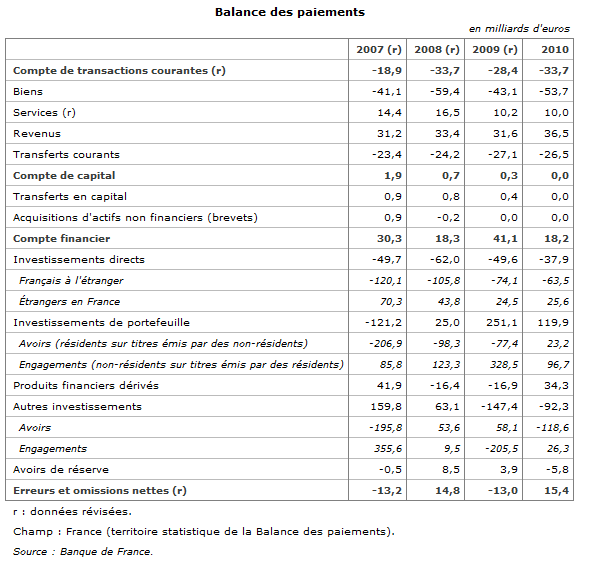 Balance des paiements
en milliards d'euros
2007 (r) 2008 (r) 2009 (r) 2010
Compte de transactions courantes (r) -18,9 -33,7 -28,4 -33,7
Biens -41,1 -59,4 -43,1 -53,7
Services (r) 14,4 16,5 10,2 10,0
Revenus 31,2 33,4 31,6 36,5
Transferts courants -23,4 -24,2 -27,1 -26,5
Compte de capital 1,9 0,7 0,3 0,0
Transferts en capital 0,9 0,8 0,4 0,0
Acquisitions d'actifs non financiers (brevets) 0,9 -0,2 0,0 0,0
Compte financier 30,3 18,3 41,1 18,2
Investissements directs -49,7 -62,0 -49,6 -37,9
Français à l'étranger -120,1 -105,8 -74,1 -63,5
Étrangers en France 70,3 43,8 24,5 25,6
Investissements de portefeuille -121,2 25,0 251,1 119,9
Avoirs (résidents sur titres émis par des non-résidents) -206,9 -98,3 -77,4 23,2
Engagements (non-résidents sur titres émis par des résidents) 85,8 123,3 328,5 96,7
Produits financiers dérivés 41,9 -16,4 -16,9 34,3
Autres investissements 159,8 63,1 -147,4 -92,3
Avoirs -195,8 53,6 58,1 -118,6
Engagements 355,6 9,5 -205,5 26,3
Avoirs de réserve -0,5 8,5 3,9 -5,8
Erreurs et omissions nettes (r) -13,2 14,8 -13,0 15,4
r : données révisées.
Champ : France (territoire statistique de la Balance des paiements).
Source : Banque de France.